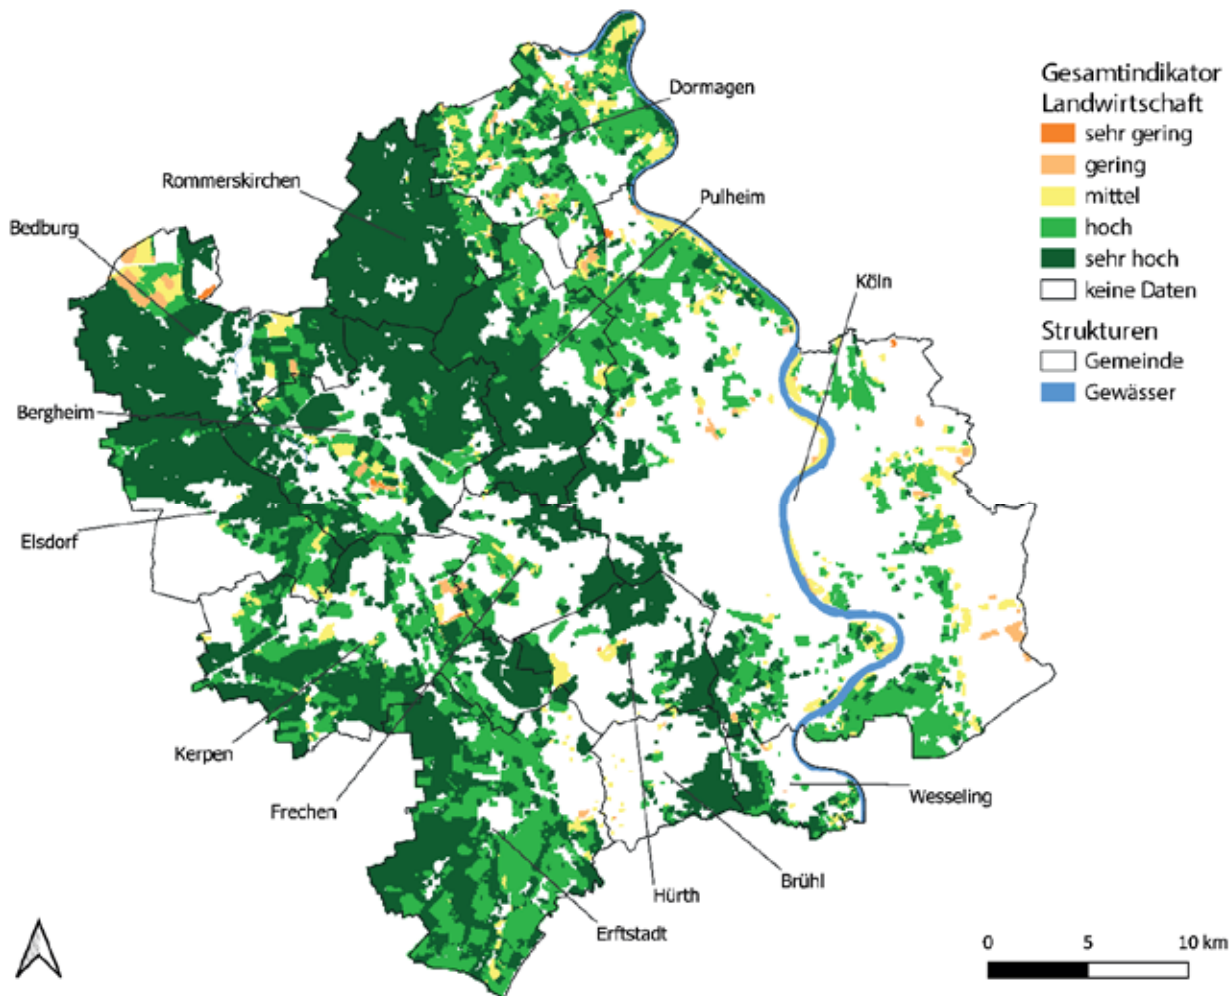 Gesamtindikator
Landwirtschaft
sehr gering
gering
mittel
hoch
sehr hoch
keine Daten
Strukturen
Gemeinde
Gewässer
Dormagen
Rommerskirchen
Pulheim
Bedburg
Köln
Bergheim
Elsdorf
Kerpen
Frechen
Wesseling
Brühl
Hürth
Erftstadt
0 5 10 km